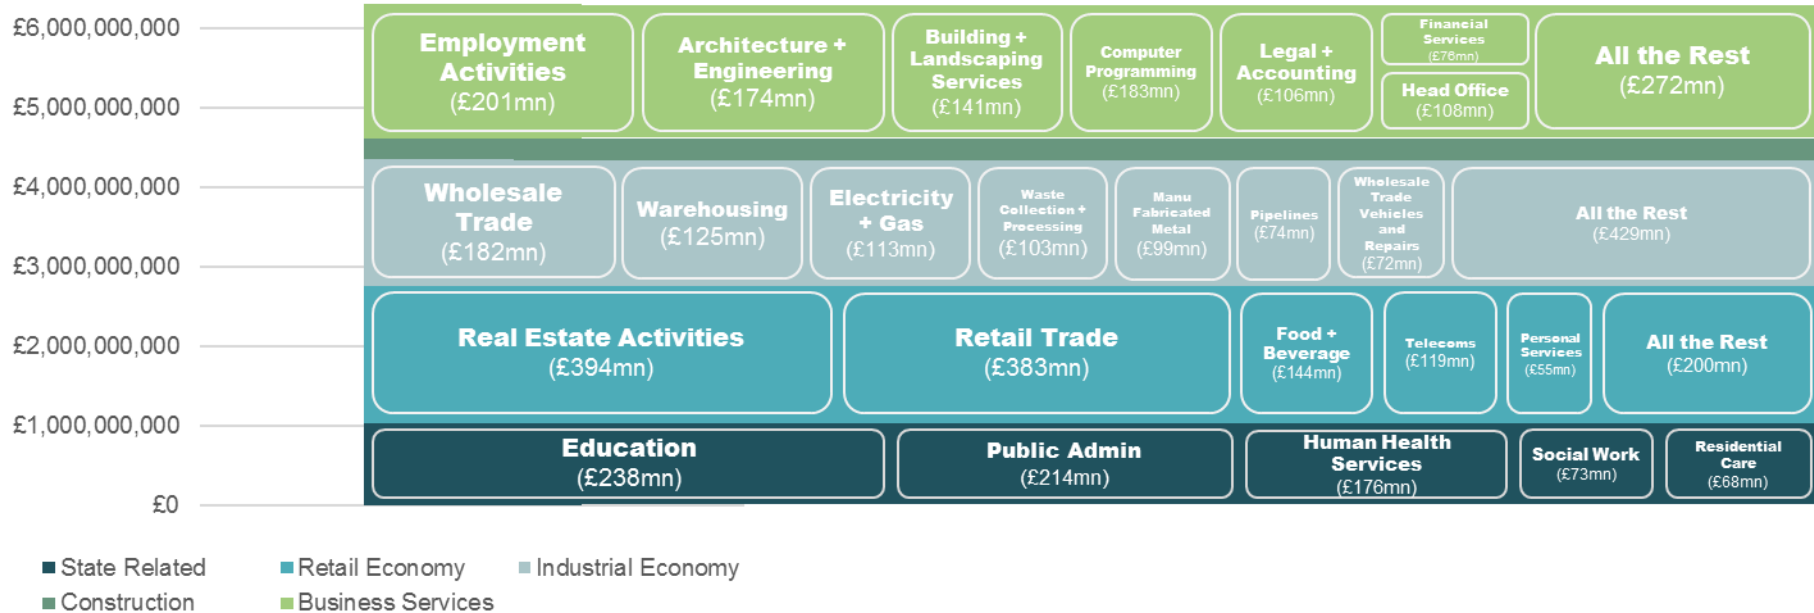 £6,000,000,000
£5,000,000,000
£4,000,000,000
£3,000,000,000
£2,000,000,000
£1,000,000,000
£0
Employment
Activities
(£201mn)
Architecture +
Engineering
(£174mn)
Building +
Landscaping
Services
(£141mn)
Computer
Programming
(£183mn)
Legal +
Accounting
(£106mn)
Financial
Services
(£76mn)
Head Office
(£108mn)
All the Rest
(£272mn)
Wholesale
Trade
(£182mn)
Warehousing
(£125mn)
Electricity
+ Gas
(£113mn)
Waste
Collection +
Processing
(£103mn)
Manu
Fabricated
Metal
(£99mn)
Pipelines
(£74mn)
Wholesale
Trade
Vehicles
and
Repairs
(£72mn)
All the Rest
(£429mn)
Real Estate Activities
(£394mn)
Retail Trade
(£383mn)
Food +
Beverage
(£144mn)
Telecoms
(£119mn)
Personal
Services
(£55mn)
All the Rest
(£200mn)
Education
(£238mn)
Public Admin
(£214mn)
Human Health
Services
(£176mn)
Social Work
(£73mn)
Residential
Care
(£68mn)
State Related
Retail Economy
Industrial Economy
Construction
Business Services